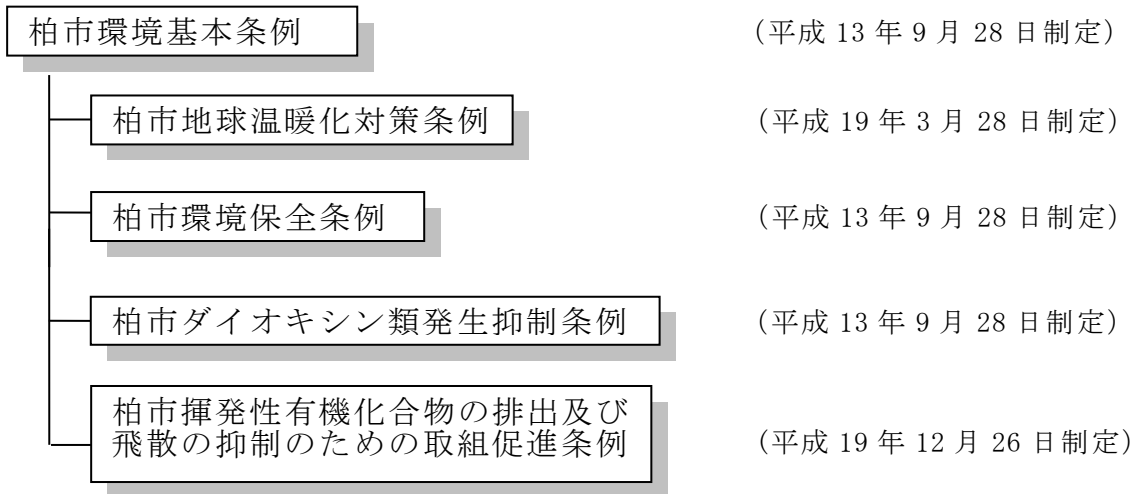 柏市環境基本条例 (平成 13 年 9 月 28 日制定)
柏市地球温暖化対策条例 (平成 19 年 3 月 28 日制定)
柏市環境保全条例 (平成 13 年 9 月 28 日制定)
柏市ダイオキシン類発生抑制条例 (平成 13 年 9 月 28 日制定)
柏市揮発性有機化合物の排出及び
飛散の抑制のための取組促進条例 (平成 19 年 12 月 26 日制定)